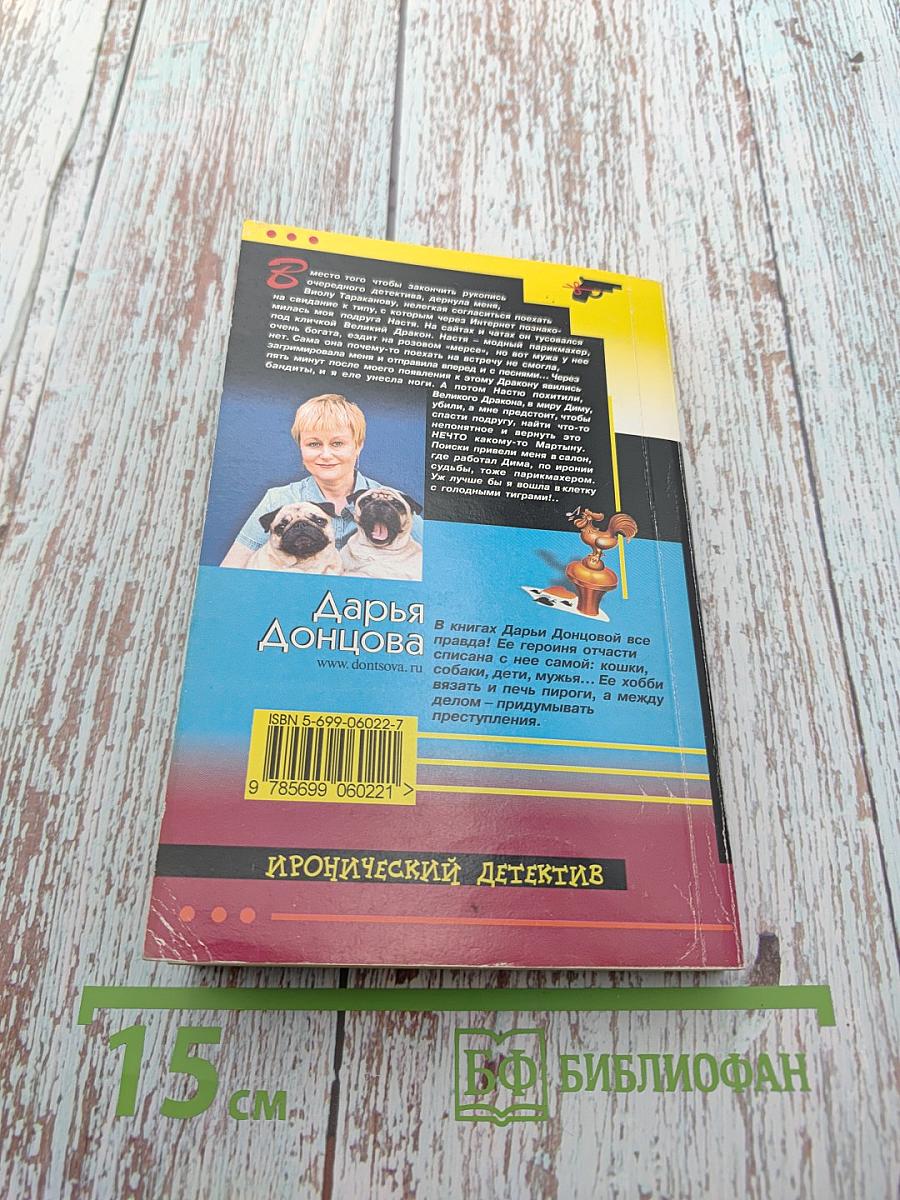 Вместо того чтобы закончить рукопись
очередного детектива, дернула меня,
Виолу Тараканову, нелегкая согласиться поехать
на свидание к типу, с которым через Интернет познако-
милась моя подруга Настя. На сайтах и чатах он тусовался
под кличкой Великий Дракон. Настя – модный парикмахер,
очень богата, ездит на розовом «мерсе», но вот мужа у нее
нет. Сама она почему-то поехать на встречу не смогла,
загримировала меня и отправила вперед и с песнями... Через
пять минут после моего появления к этому Дракону явились
бандиты, и я еле унесла ноги. А потом Настю похитили,
Великого Дракона, в миру Диму,
убили, а мне предстоит, чтобы
спасти подругу, найти что-то
непонятное и вернуть это
НЕЧТО какому-то Мартыну.
Поиски привели меня в салон,
где работал Дима, по иронии
судьбы, тоже парикмахером.
Уж лучше бы я вошла в клетку
с голодными тиграми!..
Дарья
Донцова
www.dontsova.ru
В книгах Дарьи Донцовой все
правда! Ее героиня отчасти
списана с нее самой: кошки,
собаки, дети, мужья... Ее хобби
вязать и печь пироги, а между
делом – придумывать
преступления.
ISBN 5-699-06022-7
9 785699 060221 >
ИРОНИЧЕСКИЙ ДЕТЕКТИВ
15 см
БФ БИБЛИОФАН